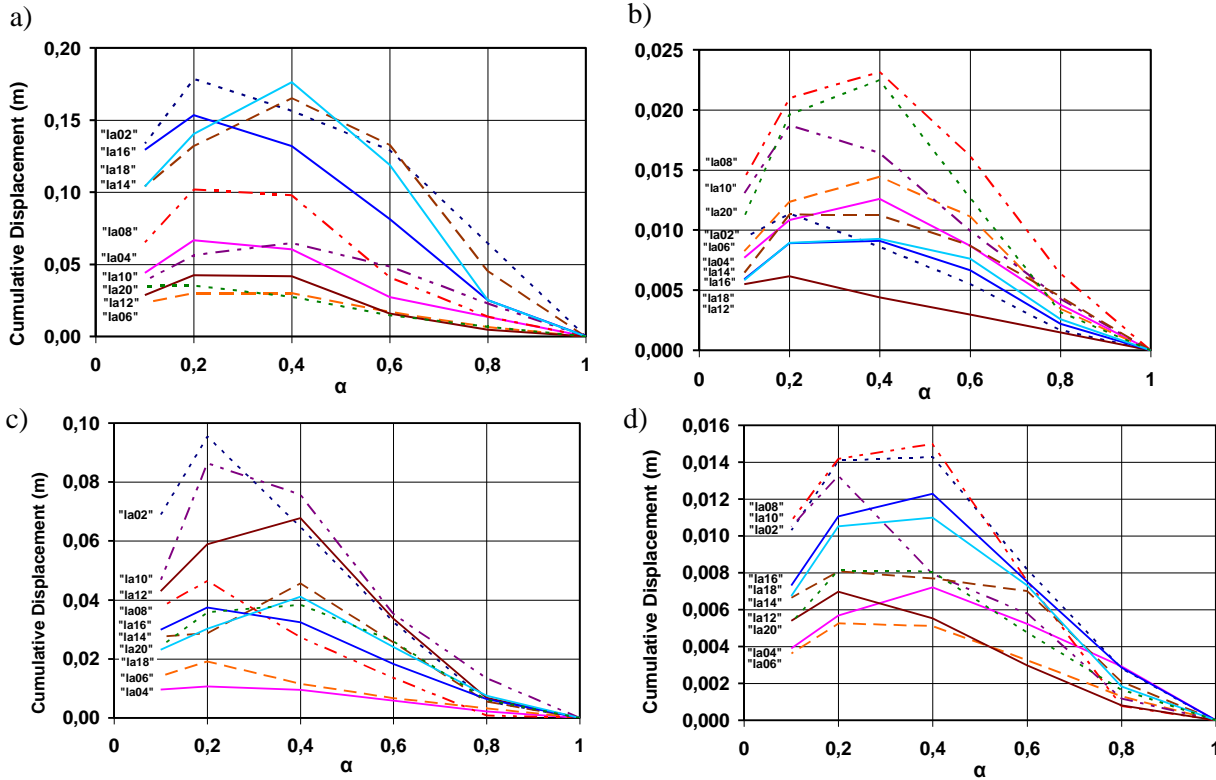 a)
Cumulative Displacement (m)
0,20
0,15
0,10
0,05
0,00
"la02"
"la16"
"la18"
"la14"
"la08"
"la04"
"la10"
"la20"
"la12"
"la06"
0
0,2
0,4
0,6
0,8
1
α
b)
0,025
0,020
0,015
0,010
0,005
0,000
"la08"
"la10"
"la20"
"la02"
"la06"
"la04"
"la14"
"la16"
"la18"
"la12"
0
0,2
0,4
0,6
0,8
1
α
c)
Cumulative Displacement (m)
0,10
0,08
0,06
0,04
0,02
0,00
"la02"
"la10"
"la12"
"la08"
"la16"
"la14"
"la20"
"la18"
"la06"
"la04"
0
0,2
0,4
0,6
0,8
1
α
d)
Cumulative Displacement (m)
0,016
0,014
0,012
0,010
0,008
0,006
0,004
0,002
0,000
"la08"
"la10"
"la02"
"la16"
"la18"
"la14"
"la12"
"la20"
"la04"
"la06"
0
0,2
0,4
0,6
0,8
1
α